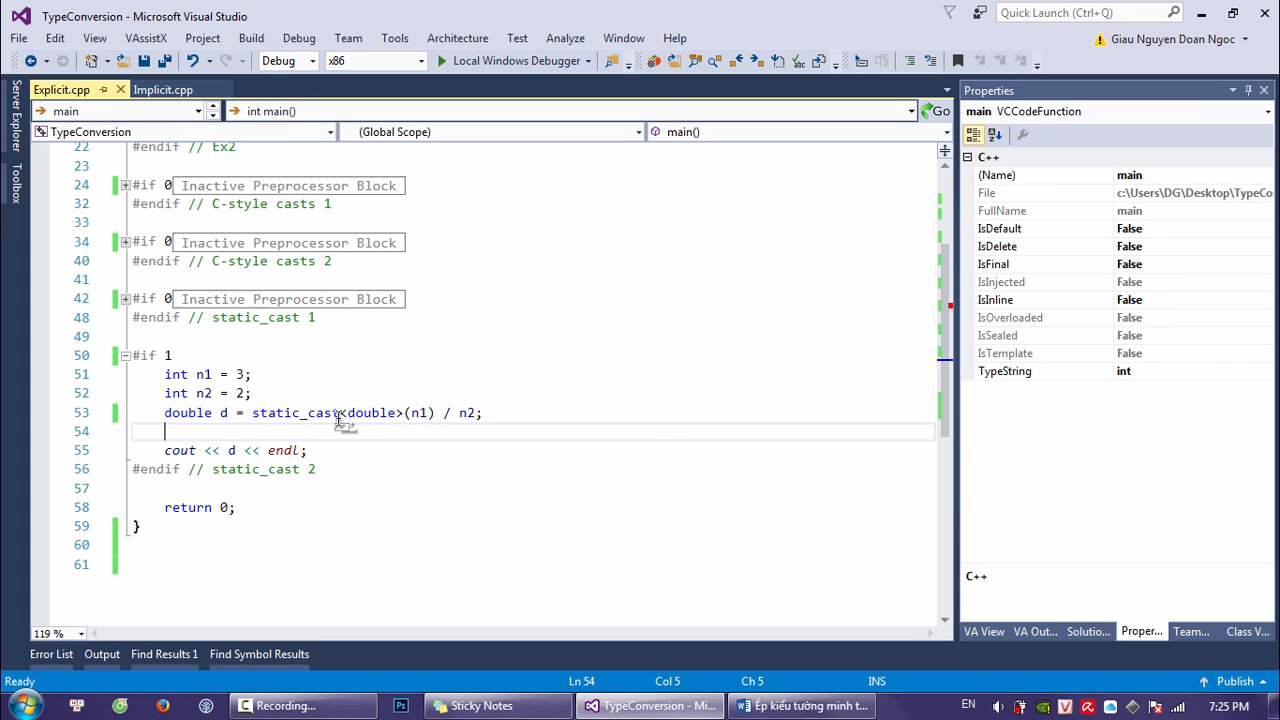 TypeConversion - Microsoft Visual Studio
Quick Launch (Ctrl+Q)
File Edit View VAssistX Project Build Debug Team Tools Architecture Test Analyze Window Help
Giau Nguyen Doan Ngoc
Debug x86 Local Windows Debugger
Explicit.cpp Implicit.cpp
main int main() Go
TypeConversion (Global Scope) main()
Server Explorer
Toolbox
22 #endif // Ex2
23
24 #if 0 Inactive Preprocessor Block
32 #endif // C-style casts 1
33
34 #if 0 Inactive Preprocessor Block
40 #endif // C-style casts 2
41
42 #if 0 Inactive Preprocessor Block
48 #endif // static_cast 1
49
50 #if 1
51 int n1 = 3;
52 int n2 = 2;
53 double d = static_cast<double>(n1) / n2;
54
55 cout << d << endl;
56 #endif // static_cast 2
57
58 return 0;
59 }
60
61
119 %
Properties
main VCCodeFunction
C++
(Name) main
File c:\Users\DG\Desktop\TypeCo
FullName main
IsDefault False
IsDelete False
IsFinal False
IsInjected False
IsInline False
IsOverloaded False
IsSealed False
IsTemplate False
TypeString int
C++
VA View VA Out... Solutio... Proper... Team... Class V...
Error List Output Find Results 1 Find Symbol Results
Ln 54 Col 5 Ch 5 INS Publish
Recording... Ps Sticky Notes TypeConversion - Mi... Ép kiểu tường minh t... EN 7:25 PM